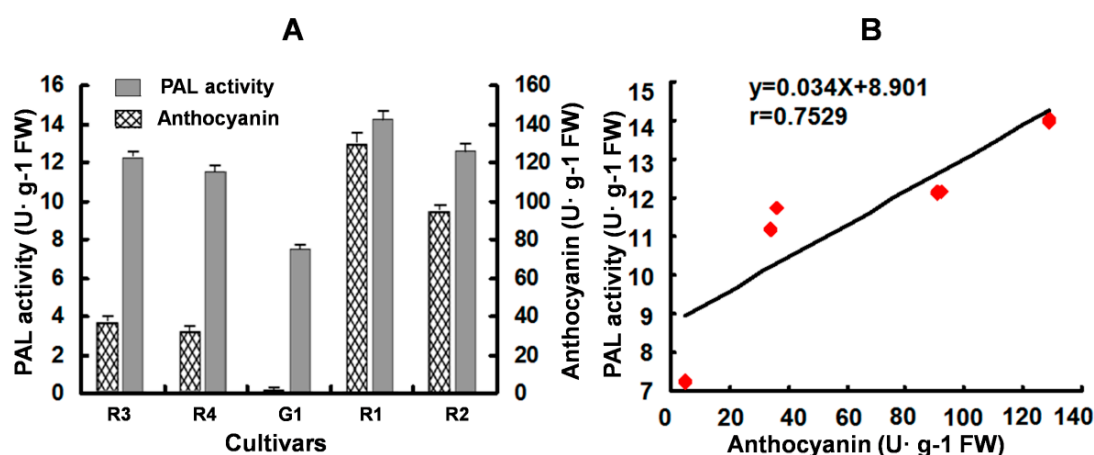 A
B
PAL activity (U· g-1 FW)
16
14
12
10
8
6
4
2
0
PAL activity
Anthocyanin
160
140
120
100
80
60
40
20
0
Anthocyanin (U· g-1 FW)
R3 R4 G1 R1 R2
Cultivars
PAL activity (U· g-1 FW)
15
14
13
12
11
10
9
8
7
y=0.034X+8.901
r=0.7529
0 20 40 60 80 100 120 140
Anthocyanin (U· g-1 FW)